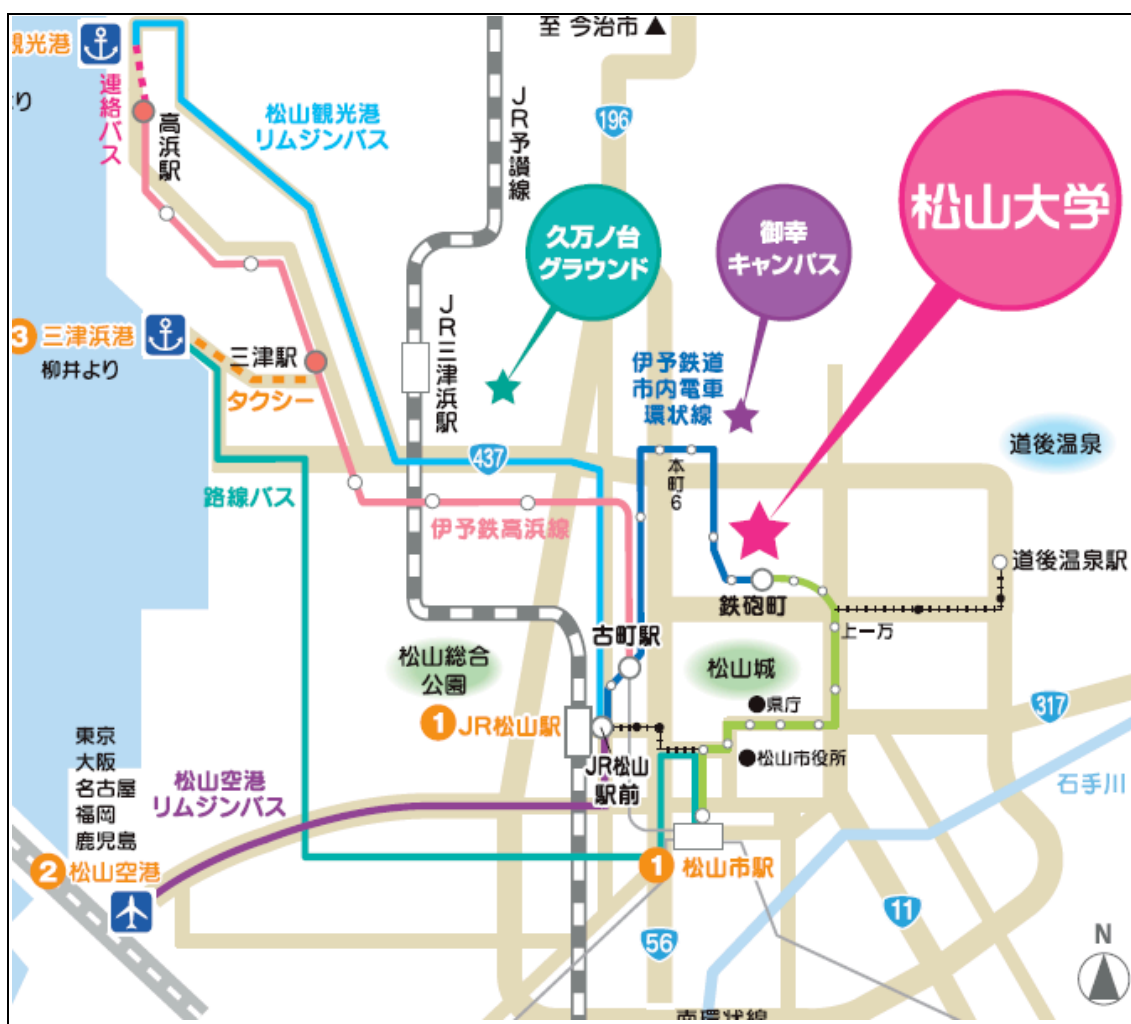 至 今治市▲
観光港
より
連絡バス
高浜駅
松山観光港
リムジンバス
JR予讃線
196
松山大学
久万ノ台
グラウンド
御幸
キャンパス
3 三津浜港
柳井より
三津駅
タクシー
JR三津浜駅
伊予鉄道
市内電車
環状線
437
本町6
道後温泉
路線バス
伊予鉄高浜線
道後温泉駅
鉄砲町
上一万
古町駅
松山総合
公園
松山城
●県庁
317
1 JR松山駅
●松山市役所
JR松山
駅前
東京
大阪
名古屋
福岡
鹿児島
松山空港
リムジンバス
石手川
2 松山空港
1 松山市駅
11
56
N
南環状線